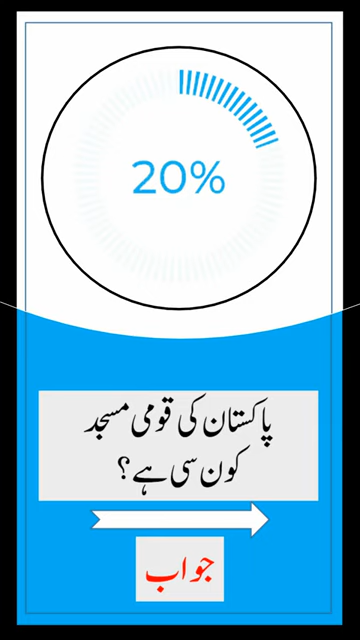 20%
پاکستان کی قومی مسجد
کون سی ہے؟
جواب